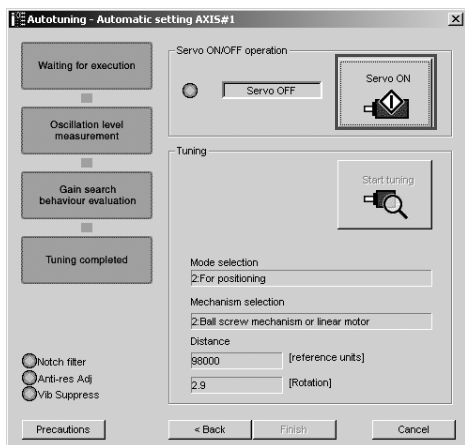 Autotuning - Automatic setting AXIS#1
Waiting for execution
Oscillation level
measurement
Gain search
behaviour evaluation
Tuning completed
Notch filter
Anti-res Adj
Vib Suppress
Precautions
Servo ON/OFF operation
Servo OFF
Servo ON
Tuning
Start tuning
Mode selection
2:For positioning
Mechanism selection
2:Ball screw mechanism or linear motor
Distance
98000 [reference units]
2.9 [Rotation]
< Back Finish Cancel